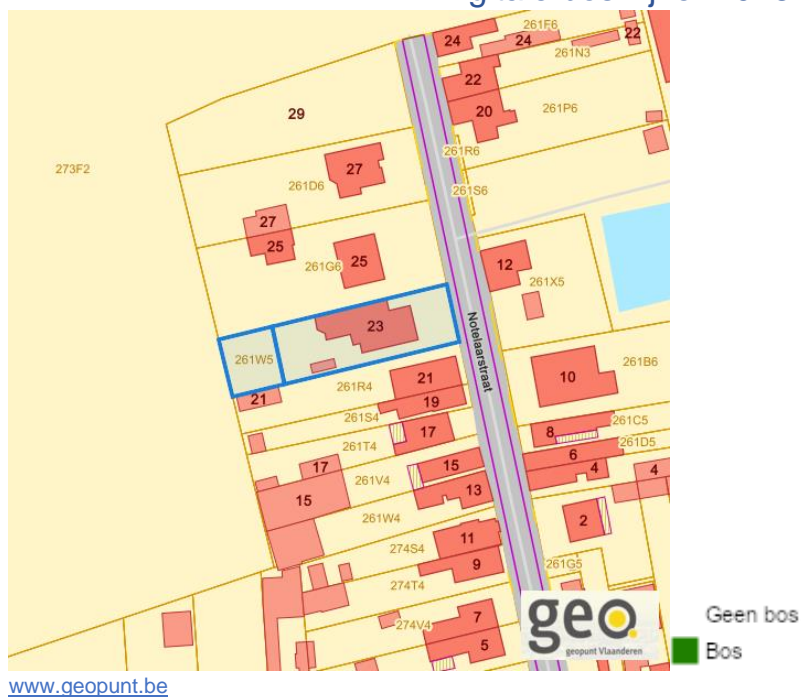 24
261F6
24
22
261N3
22
20
261P6
29
261R6
273F2
27
261D6
261S6
27
25
25
261G6
12
261X5
23
Notelaarstraat
261W5
261B6
10
21
261R4
21
19
261S4
261C5
17
8
261T4
261D5
6
17
15
4
4
261V4
13
15
261W4
2
11
274S4
9
261G5
274T4
7
274V4
5
geo
geopunt Vlaanderen
Geen bos
Bos
www.geopunt.be